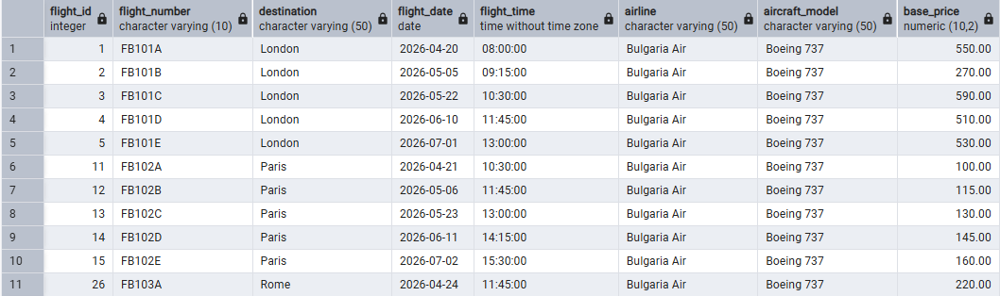 flight_id integer flight_number character varying (10) destination character varying (50) flight_date date flight_time time without time zone airline character varying (50) aircraft_model character varying (50) base_price numeric (10,2)
1 1 FB101A London 2026-04-20 08:00:00 Bulgaria Air Boeing 737 550.00
2 2 FB101B London 2026-05-05 09:15:00 Bulgaria Air Boeing 737 270.00
3 3 FB101C London 2026-05-22 10:30:00 Bulgaria Air Boeing 737 590.00
4 4 FB101D London 2026-06-10 11:45:00 Bulgaria Air Boeing 737 510.00
5 5 FB101E London 2026-07-01 13:00:00 Bulgaria Air Boeing 737 530.00
6 11 FB102A Paris 2026-04-21 10:30:00 Bulgaria Air Boeing 737 100.00
7 12 FB102B Paris 2026-05-06 11:45:00 Bulgaria Air Boeing 737 115.00
8 13 FB102C Paris 2026-05-23 13:00:00 Bulgaria Air Boeing 737 130.00
9 14 FB102D Paris 2026-06-11 14:15:00 Bulgaria Air Boeing 737 145.00
10 15 FB102E Paris 2026-07-02 15:30:00 Bulgaria Air Boeing 737 160.00
11 26 FB103A Rome 2026-04-24 11:45:00 Bulgaria Air Boeing 737 220.00